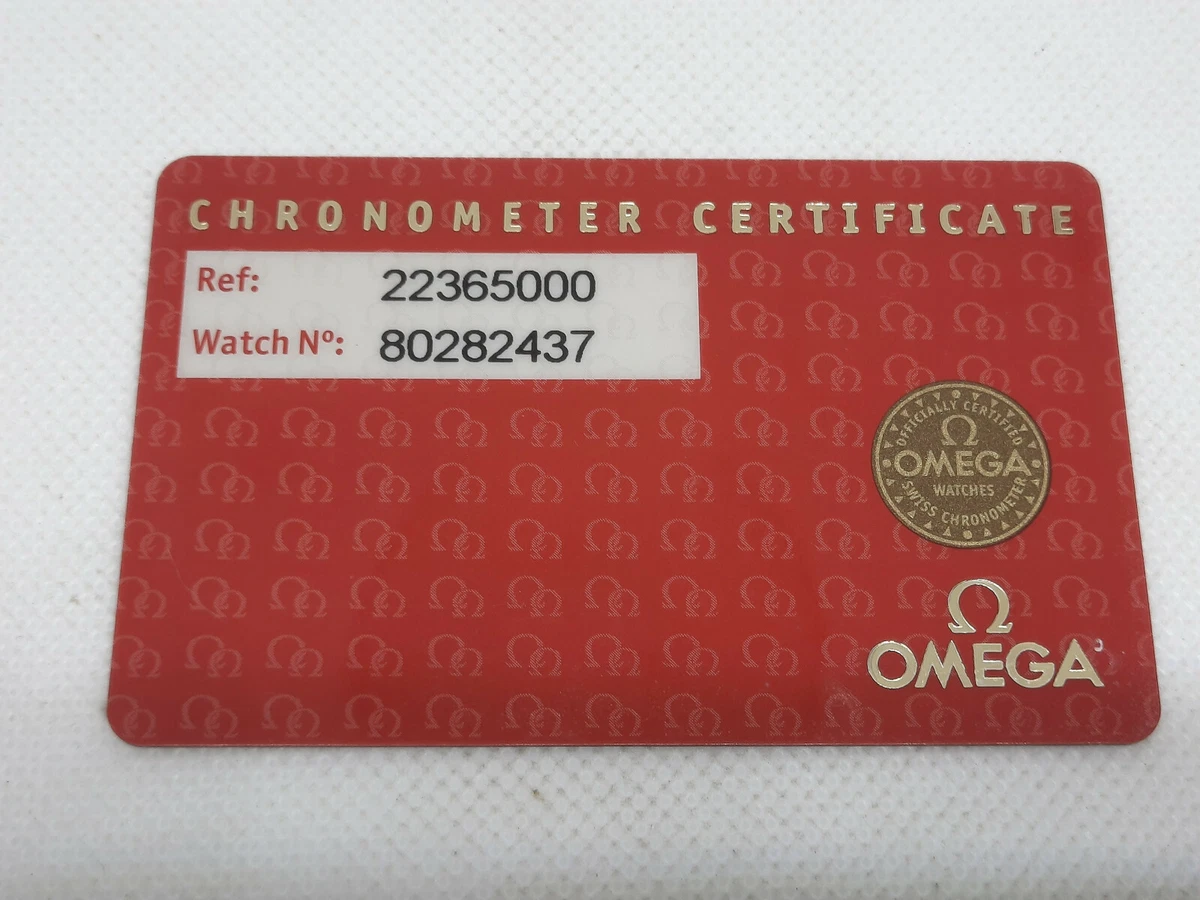 CHRONOMETER CERTIFICATE
Ref: 22365000
Watch Nº: 80282437
OFFICIALLY CERTIFIED
Ω
OMEGA
WATCHES
SWISS CHRONOMETER
Ω
OMEGA